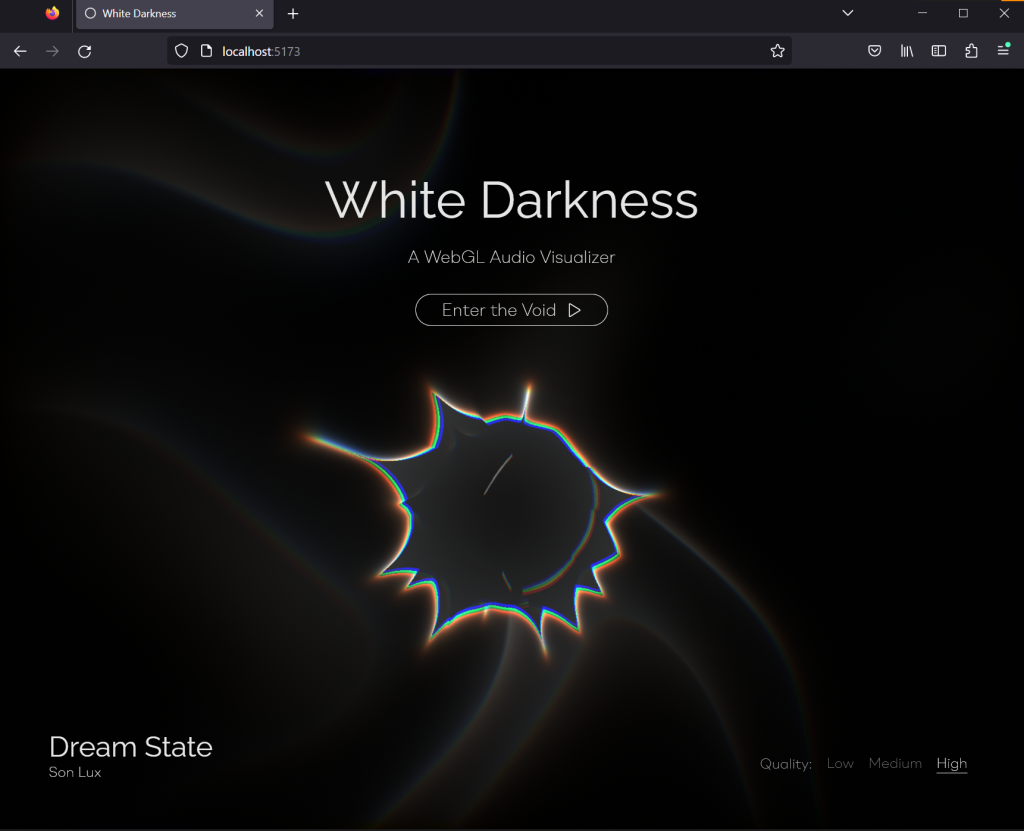 White Darkness
localhost:5173
White Darkness
A WebGL Audio Visualizer
Enter the Void
Dream State
Son Lux
Quality: Low Medium High